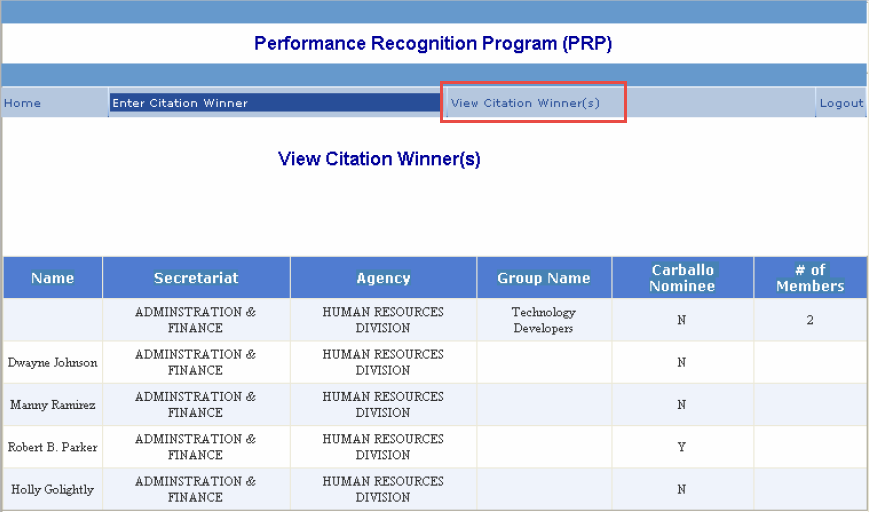 Performance Recognition Program (PRP)
Home Enter Citation Winner View Citation Winner(s) Logout
View Citation Winner(s)
Name Secretariat Agency Group Name Carballo Nominee # of Members
ADMINSTRATION & FINANCE HUMAN RESOURCES DIVISION Technology Developers N 2
Dwayne Johnson ADMINSTRATION & FINANCE HUMAN RESOURCES DIVISION N
Manny Ramirez ADMINSTRATION & FINANCE HUMAN RESOURCES DIVISION N
Robert B. Parker ADMINSTRATION & FINANCE HUMAN RESOURCES DIVISION Y
Holly Golightly ADMINSTRATION & FINANCE HUMAN RESOURCES DIVISION N